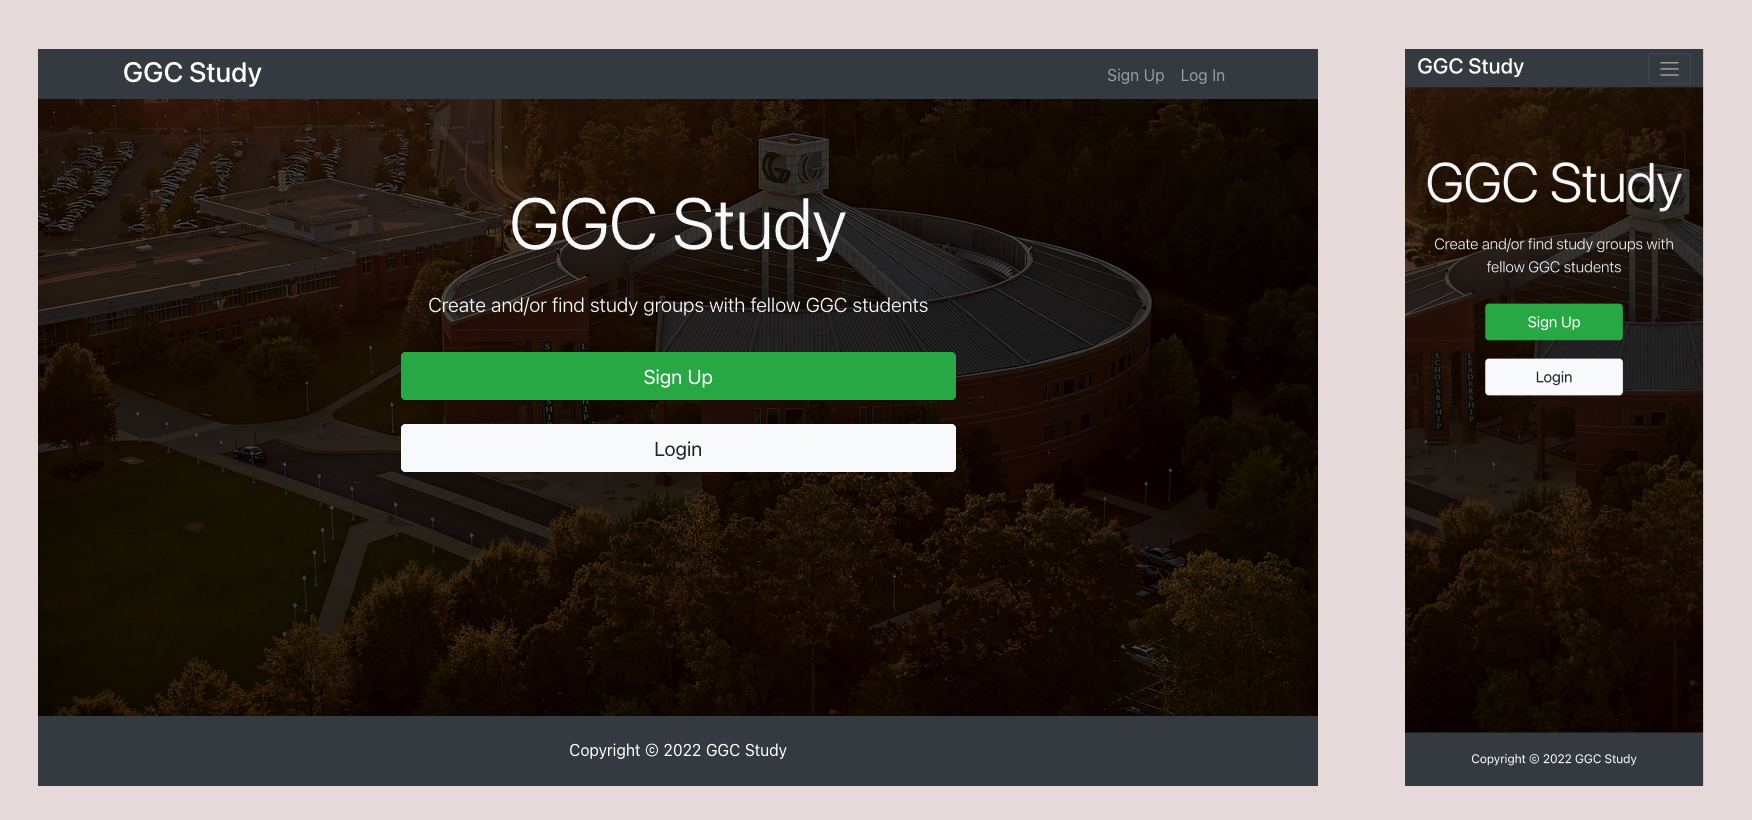 GGC Study
Sign Up Log In
GGC Study
Create and/or find study groups with fellow GGC students
Sign Up
Login
Copyright © 2022 GGC Study
GGC Study
GGC Study
Create and/or find study groups with
fellow GGC students
Sign Up
Login
SCHOLARSHIP
LEADERSHIP
Copyright © 2022 GGC Study